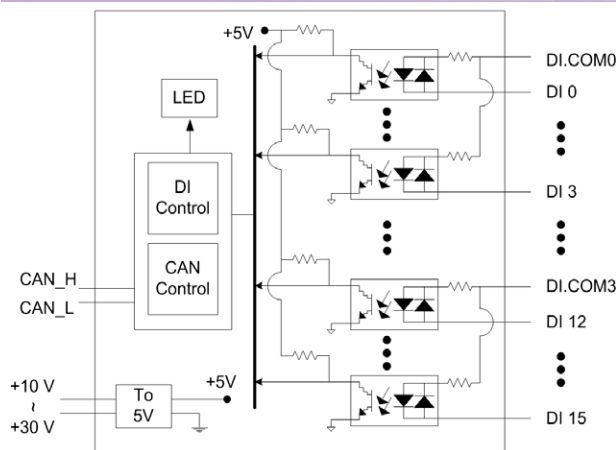 +5V
LED
DI
Control
CAN
Control
CAN_H
CAN_L
+10 V
~
+30 V
To
5V
+5V
DI.COM0
DI 0
DI 3
DI.COM3
DI 12
DI 15